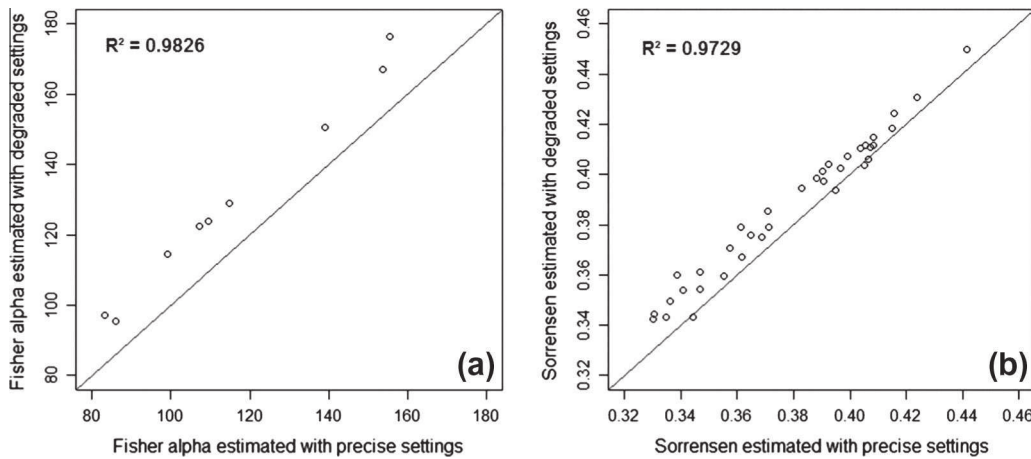 Fisher alpha estimated with degraded settings
180
160
140
120
100
80
R² = 0.9826
(a)
80 100 120 140 160 180
Fisher alpha estimated with precise settings
Sorrensen estimated with degraded settings
0.46
0.44
0.42
0.40
0.38
0.36
0.34
0.32
R² = 0.9729
(b)
0.32 0.34 0.36 0.38 0.40 0.42 0.44 0.46
Sorrensen estimated with precise settings